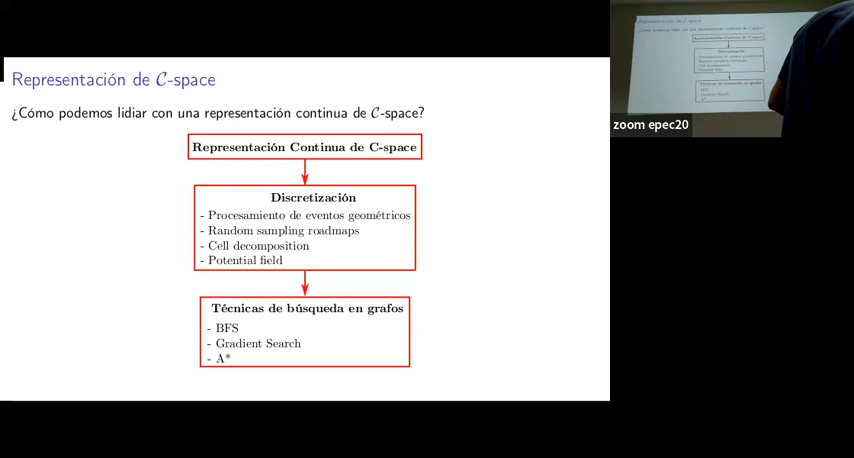 Representación de C-space
¿Cómo podemos lidiar con una representación continua de C-space?
Representación Continua de C-space
Discretización
- Procesamiento de eventos geométricos
- Random sampling roadmaps
- Cell decomposition
- Potential field
Técnicas de búsqueda en grafos
- BFS
- Gradient Search
- A*
zoom epec20